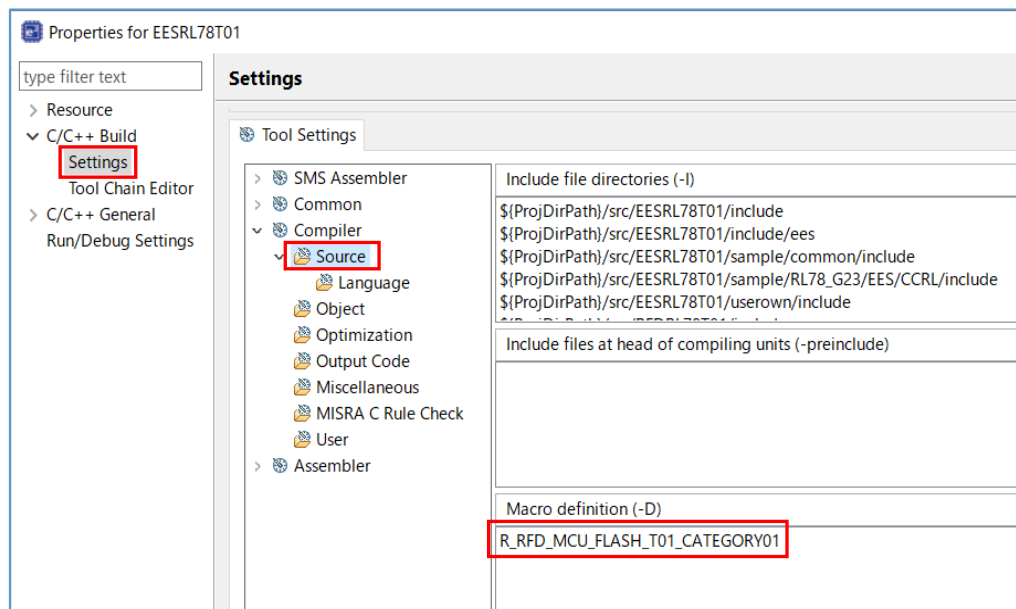 Properties for EESRL78T01
type filter text
Settings
Resource
C/C++ Build
Settings
Tool Chain Editor
C/C++ General
Run/Debug Settings
Tool Settings
SMS Assembler
Common
Compiler
Source
Language
Object
Optimization
Output Code
Miscellaneous
MISRA C Rule Check
User
Assembler
Include file directories (-I)
${ProjDirPath}/src/EESRL78T01/include
${ProjDirPath}/src/EESRL78T01/include/ees
${ProjDirPath}/src/EESRL78T01/sample/common/include
${ProjDirPath}/src/EESRL78T01/sample/RL78_G23/EES/CCRL/include
${ProjDirPath}/src/EESRL78T01/userown/include
Include files at head of compiling units (-preinclude)
Macro definition (-D)
R_RFD_MCU_FLASH_T01_CATEGORY01